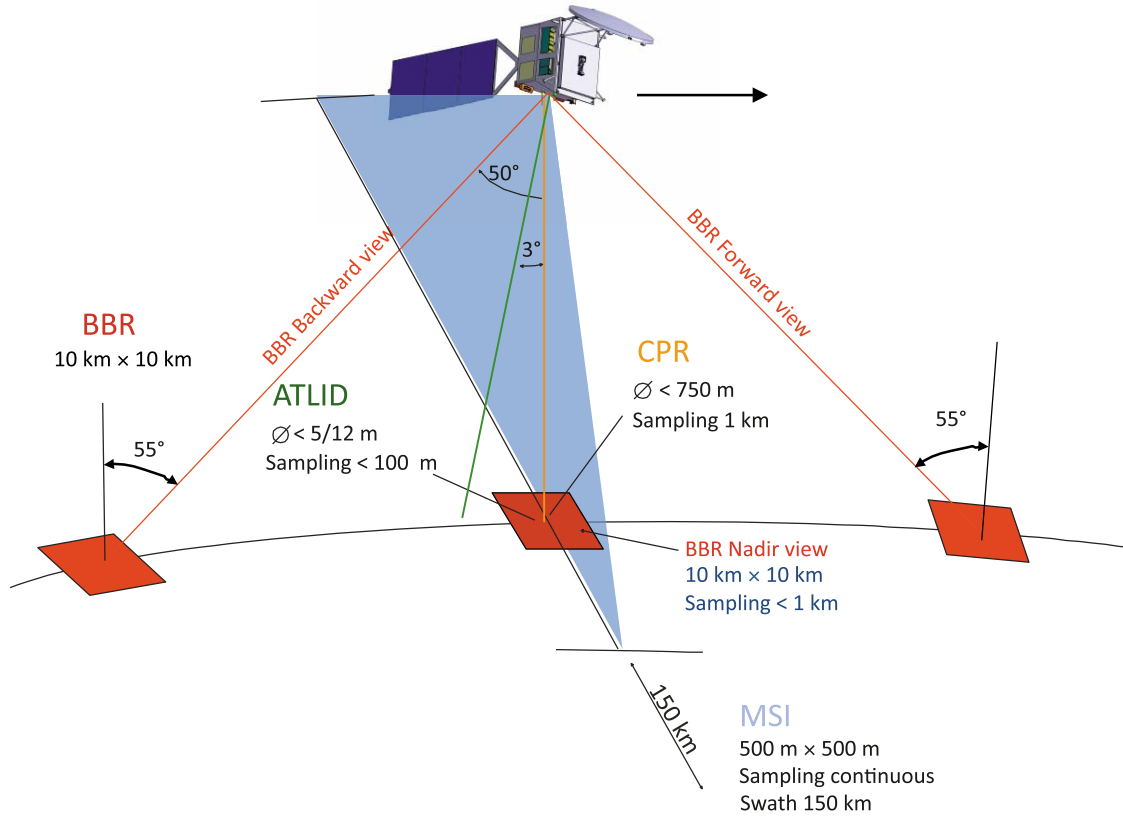 50°
3°
BBR Backward view
BBR Forward view
BBR
10 km × 10 km
55°
ATLID
∅ < 5/12 m
Sampling < 100 m
CPR
∅ < 750 m
Sampling 1 km
55°
BBR Nadir view
10 km × 10 km
Sampling < 1 km
150 km
MSI
500 m × 500 m
Sampling continuous
Swath 150 km